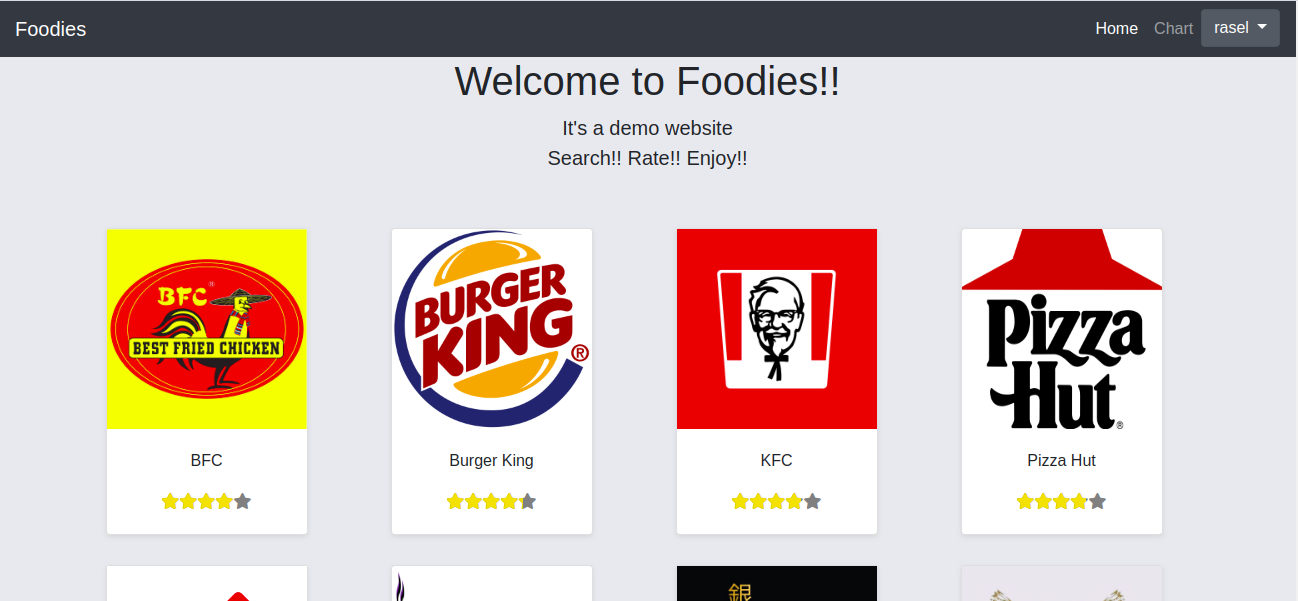 Foodies
Home
Chart
rasel
Welcome to Foodies!!
It's a demo website
Search!! Rate!! Enjoy!!
BFC
®
BEST FRIED CHICKEN
BURGER
KING
®
Pizza
Hut
®
BFC
Burger King
KFC
Pizza Hut
銀